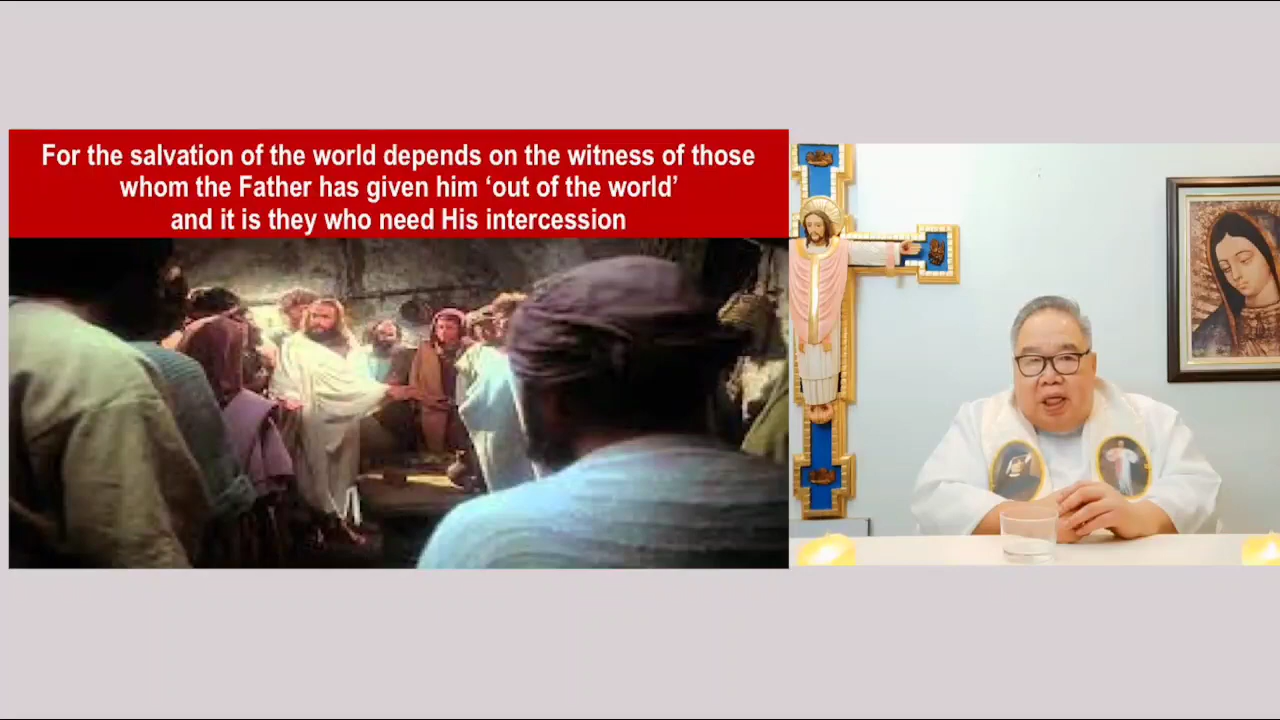 For the salvation of the world depends on the witness of those
whom the Father has given him ‘out of the world’
and it is they who need His intercession